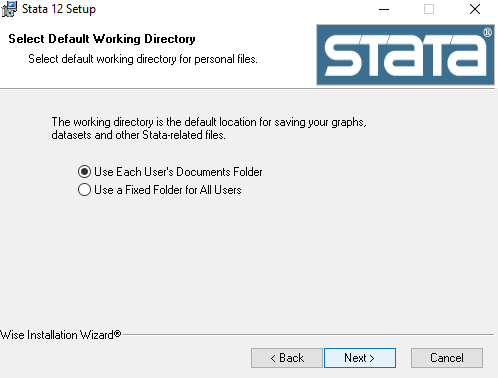 Stata 12 Setup
Select Default Working Directory
Select default working directory for personal files.
STATA®
The working directory is the default location for saving your graphs,
datasets and other Stata-related files.
Use Each User's Documents Folder
Use a Fixed Folder for All Users
Wise Installation Wizard®
< Back
Next >
Cancel